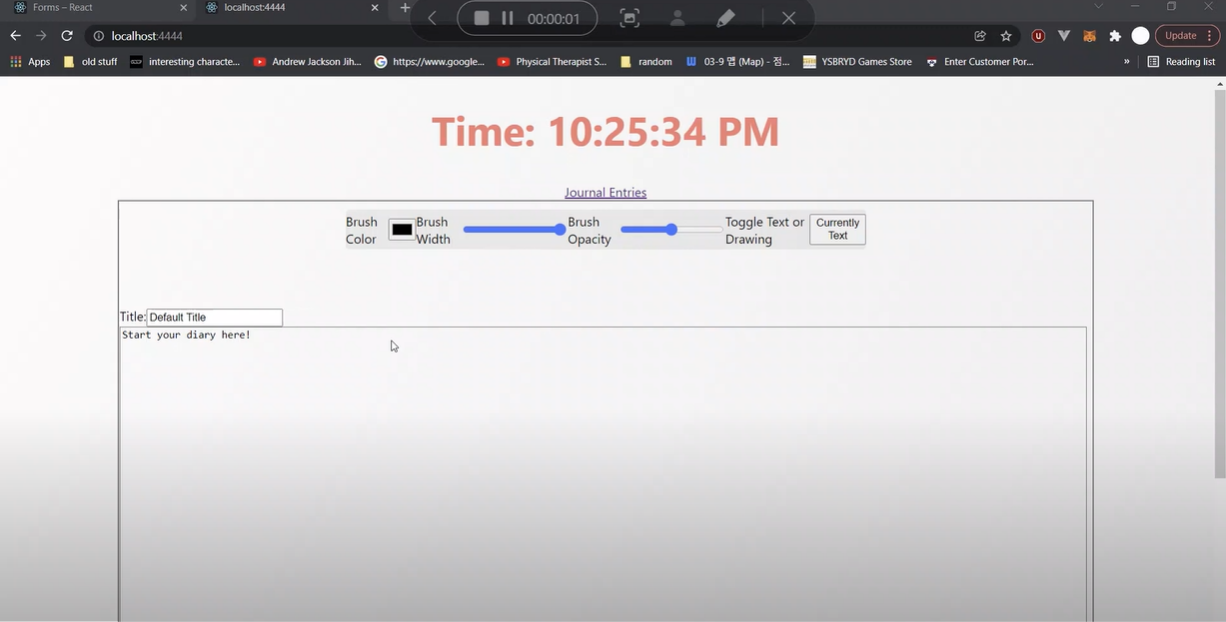 Forms – React
localhost:4444
00:00:01
localhost:4444
Update
Apps
old stuff
interesting characte...
Andrew Jackson Jih...
https://www.google...
Physical Therapist S...
random
03-9 맵 (Map) - 점...
YSBRYD Games Store
Enter Customer Por...
»
Reading list
Time: 10:25:34 PM
Journal Entries
Brush Color
Brush Width
Brush Opacity
Toggle Text or Drawing
Currently Text
Title: Default Title
Start your diary here!